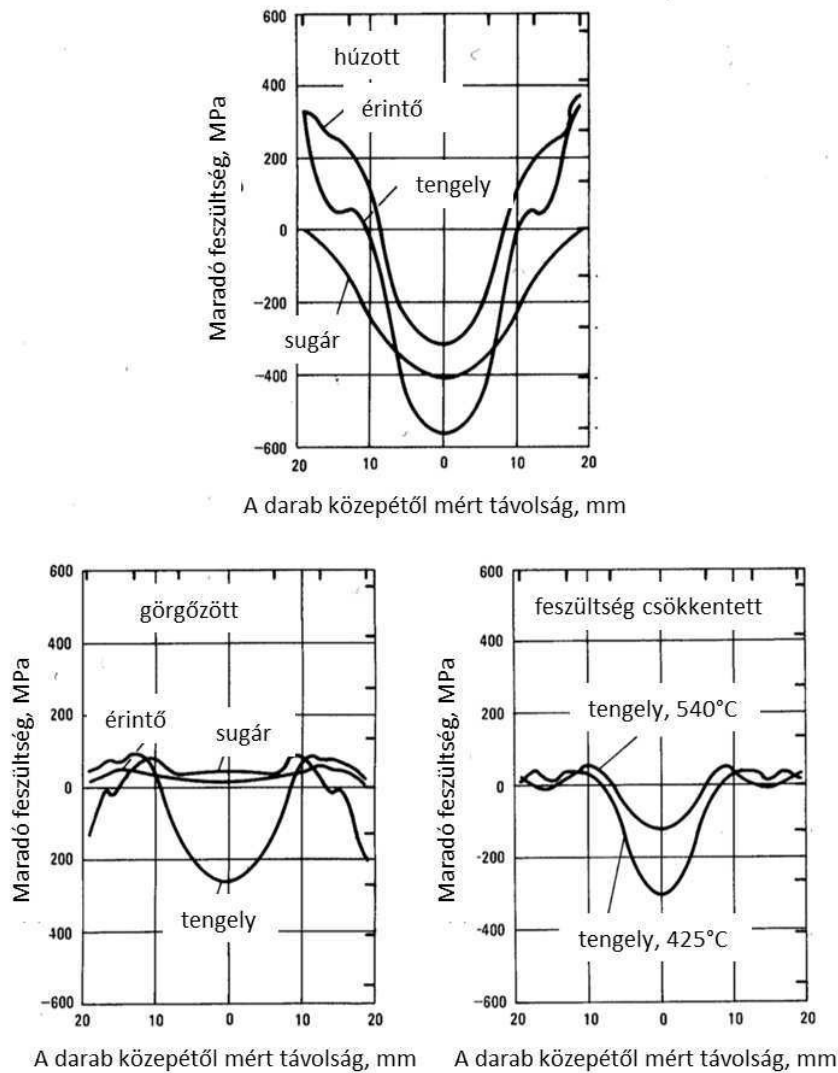 600
húzott
400
érintő
200
tengely
0
−200
sugár
−400
−600
20 10 0 10 20
Maradó feszültség, MPa
A darab közepétől mért távolság, mm
600
görgőzött
400
200
érintő
sugár
0
200
tengely
−400
−600
20 10 0 10 20
Maradó feszültség, MPa
A darab közepétől mért távolság, mm
600
feszültség csökkentett
400
200
tengely, 540°C
0
−200
−400
tengely, 425°C
−600
20 10 0 10 20
Maradó feszültség, MPa
A darab közepétől mért távolság, mm